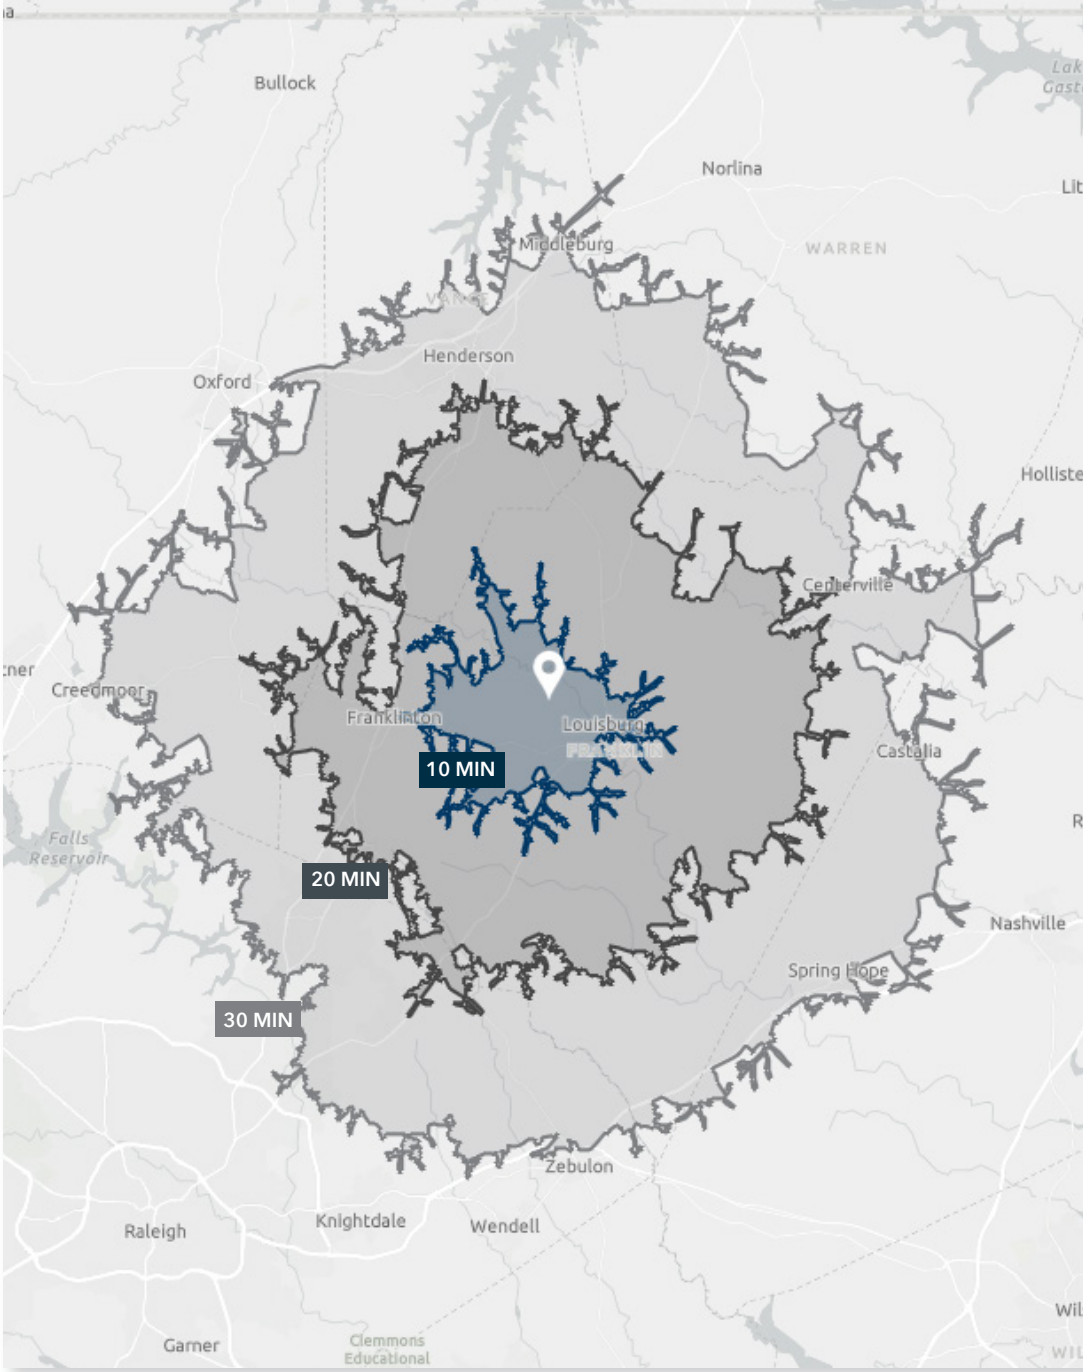 Bullock
Norlina
Middleburg
WARREN
VANCE
Henderson
Oxford
Centerville
Creedmoor
Franklinton
Louisburg
FRANKLIN
Castalia
10 MIN
Falls
Reservoir
20 MIN
Nashville
Spring Hope
30 MIN
Zebulon
Knightdale
Wendell
Raleigh
Garner
Clemmons
Educational